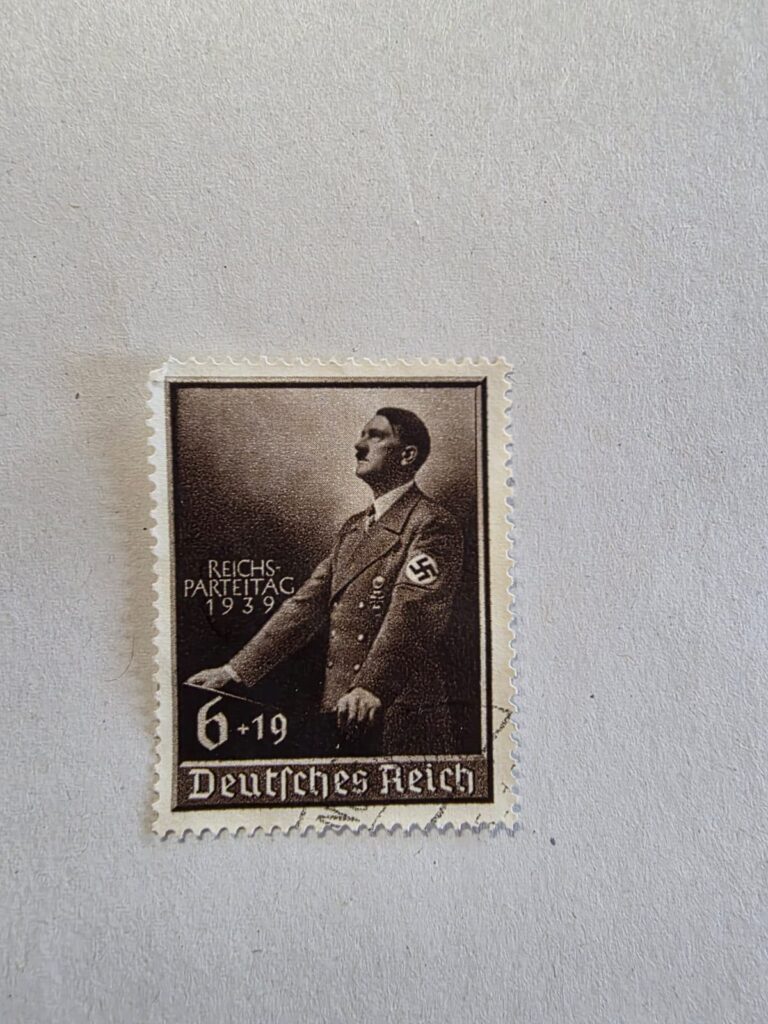 REICHS-
PARTEITAG
1939
6+19
Deutſches Reich